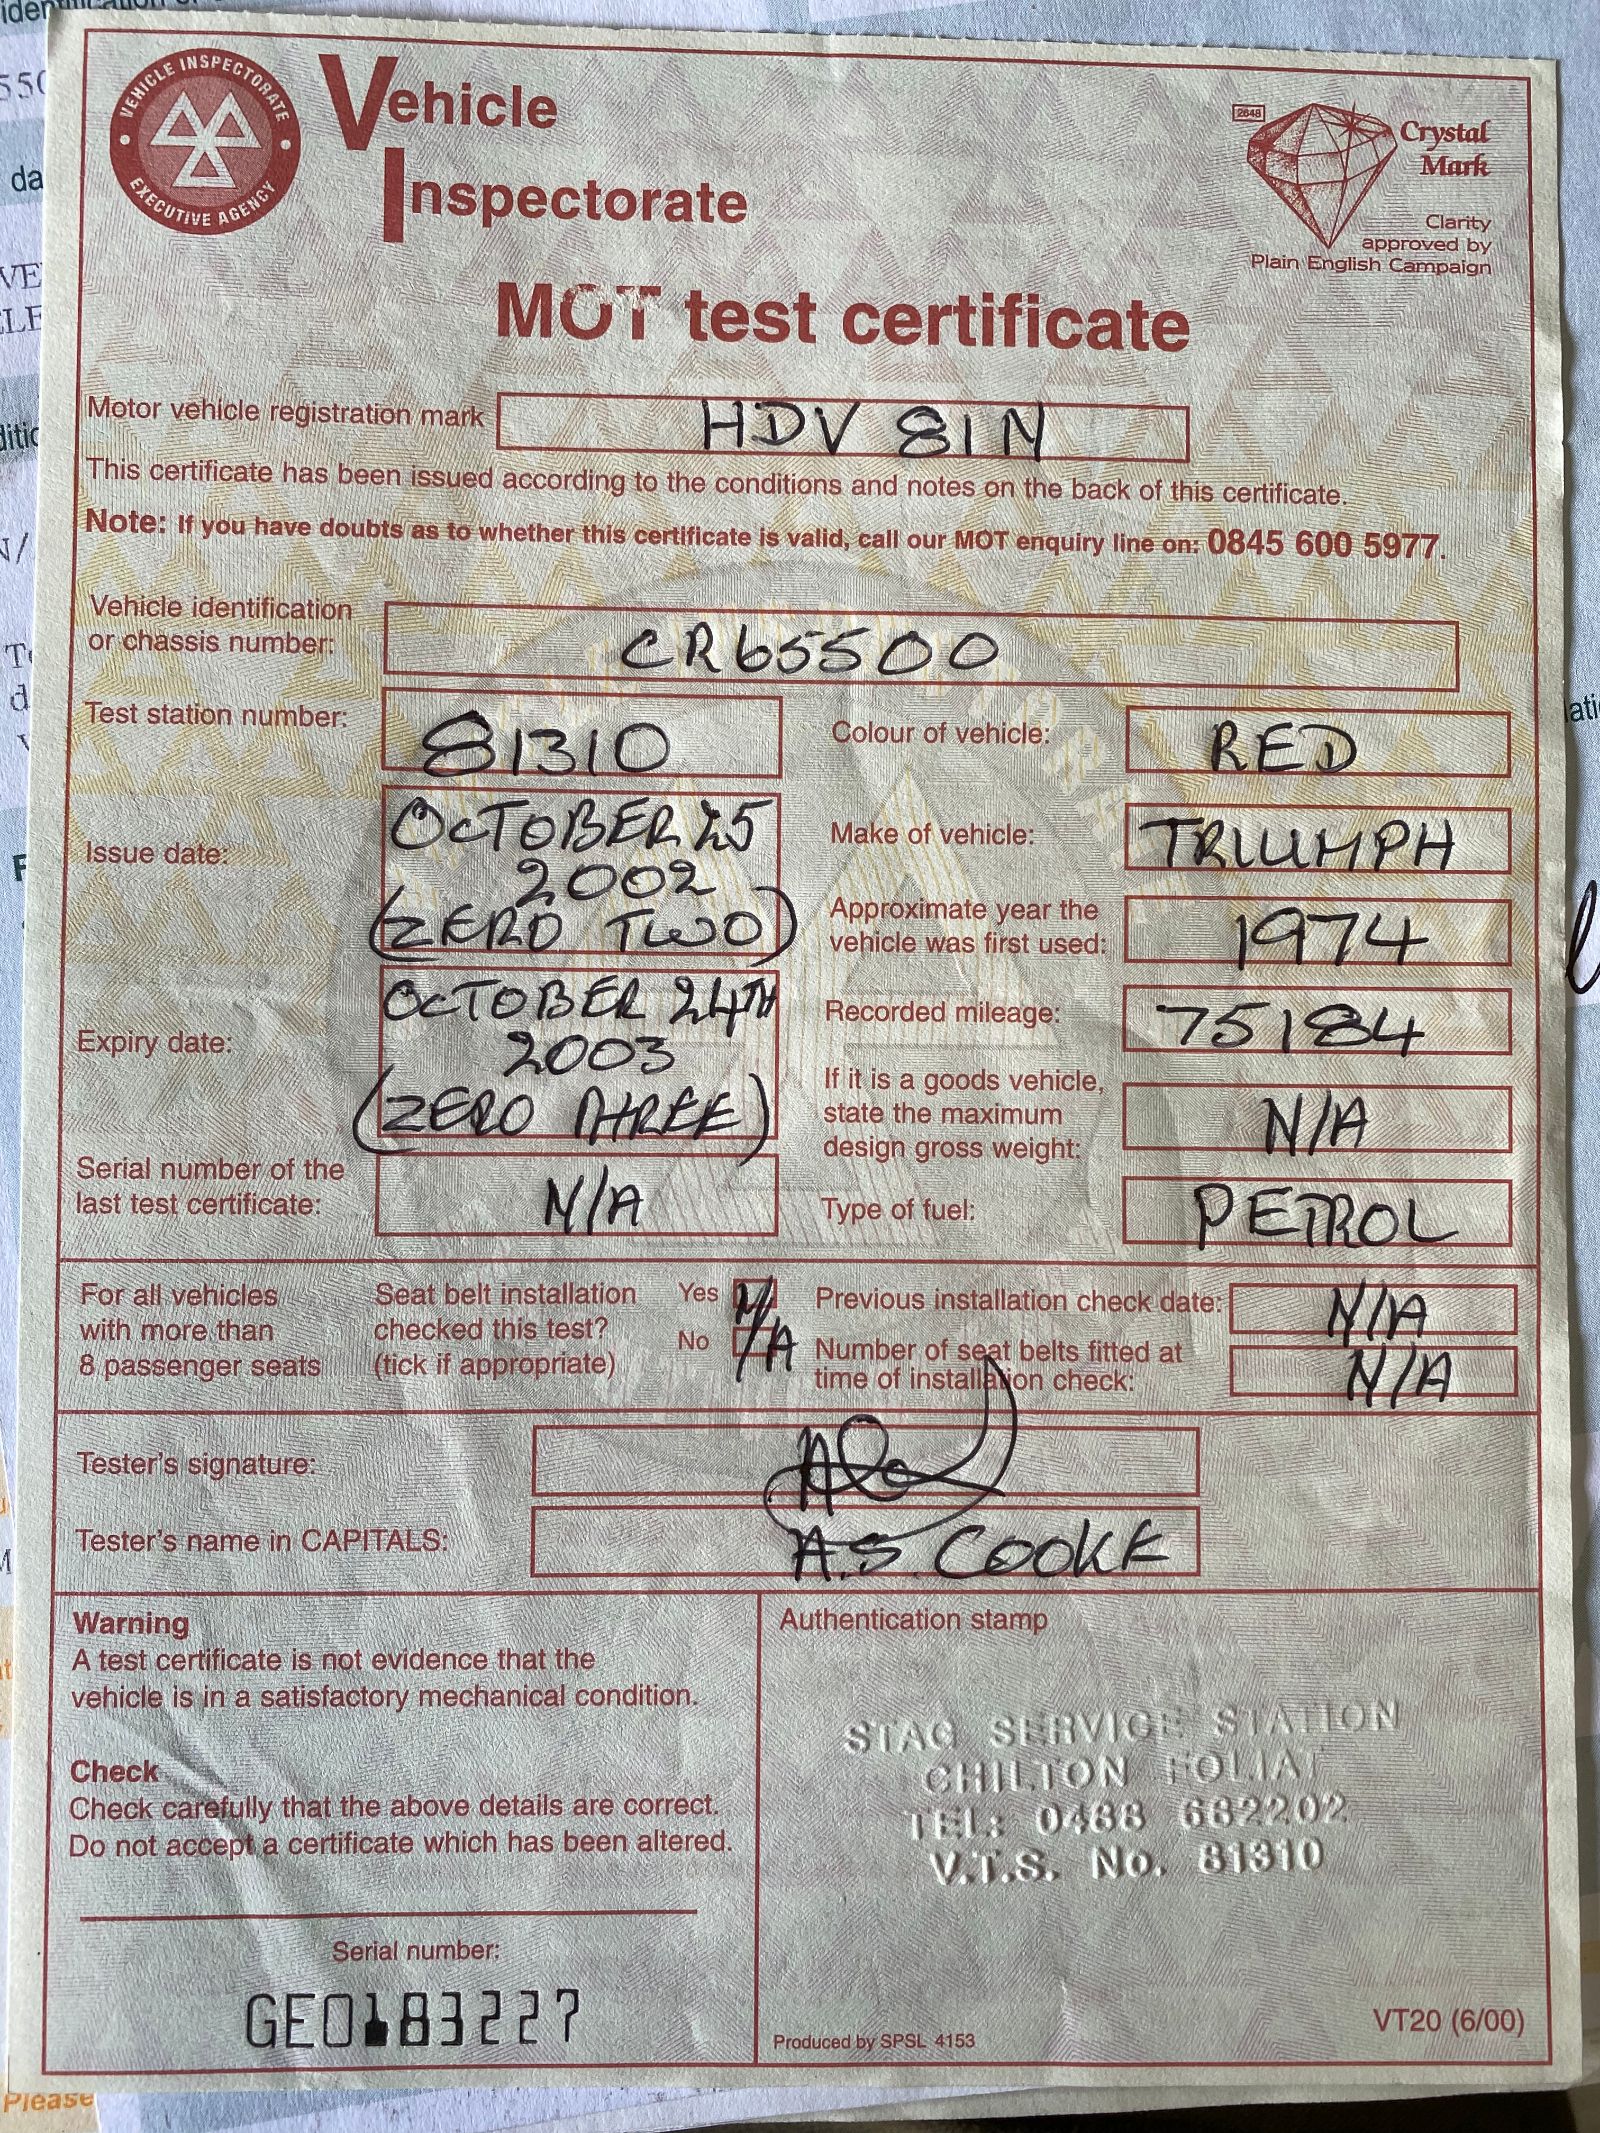 VEHICLE INSPECTORATE
EXECUTIVE AGENCY
Vehicle
Inspectorate
2648
Crystal
Mark
Clarity
approved by
Plain English Campaign
MOT test certificate
Motor vehicle registration mark HDV 81N
This certificate has been issued according to the conditions and notes on the back of this certificate.
Note: If you have doubts as to whether this certificate is valid, call our MOT enquiry line on: 0845 600 5977.
Vehicle identification
or chassis number:
CR65500
Test station number: 81310
Colour of vehicle: RED
Issue date:
OCTOBER 25
2002
(ZERO TWO)
Make of vehicle: TRIUMPH
Approximate year the
vehicle was first used:
1974
Expiry date:
OCTOBER 24TH
2003
(ZERO THREE)
Recorded mileage: 75184
If it is a goods vehicle,
state the maximum
design gross weight:
N/A
Serial number of the
last test certificate:
N/A
Type of fuel: PETROL
For all vehicles
with more than
8 passenger seats
Seat belt installation
checked this test?
(tick if appropriate)
Yes
No
N/A
Previous installation check date: N/A
Number of seat belts fitted at
time of installation check:
N/A
Tester's signature:
Tester's name in CAPITALS: A.S. COOKE
Warning
A test certificate is not evidence that the
vehicle is in a satisfactory mechanical condition.
Check
Check carefully that the above details are correct.
Do not accept a certificate which has been altered.
Serial number:
GE0183227
Authentication stamp
STAG SERVICE STATION
CHILTON FOLIAT
TEL: 0488 682202
V.T.S. No. 81310
Produced by SPSL 4153
VT20 (6/00)
Please